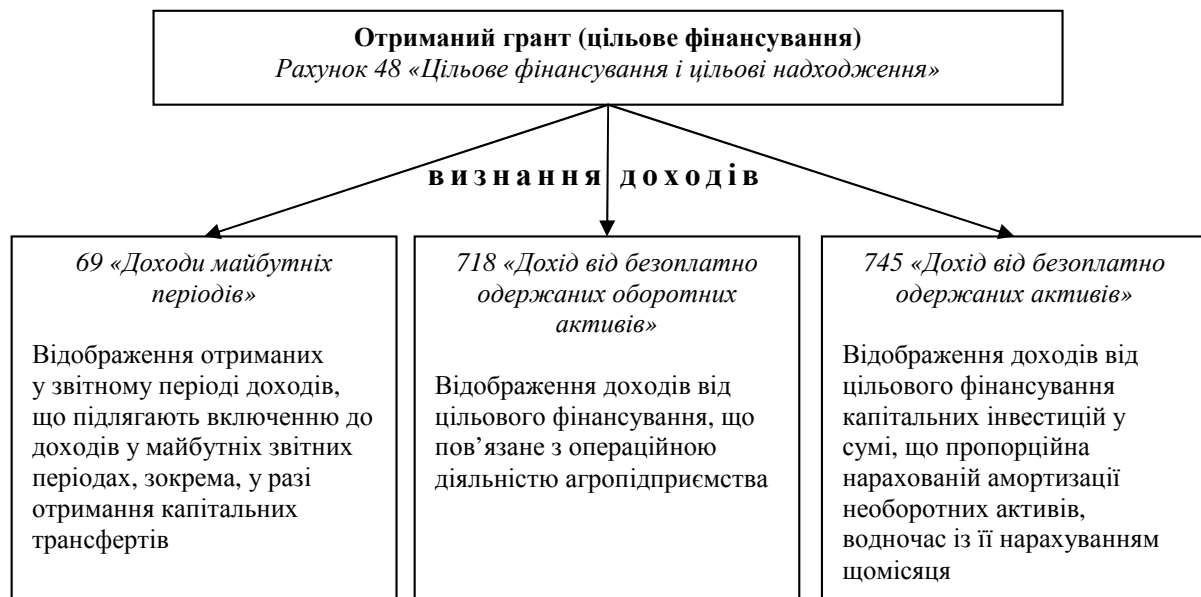 Отриманий грант (цільове фінансування)
Рахунок 48 «Цільове фінансування і цільові надходження»
визнання доходів
69 «Доходи майбутніх
періодів»
Відображення отриманих
у звітному періоді доходів,
що підлягають включенню до
доходів у майбутніх звітних
періодах, зокрема, у разі
отримання капітальних
трансфертів
718 «Дохід від безоплатно
одержаних оборотних
активів»
Відображення доходів від
цільового фінансування, що
пов’язане з операційною
діяльністю агропідприємства
745 «Дохід від безоплатно
одержаних активів»
Відображення доходів від
цільового фінансування
капітальних інвестицій у
сумі, що пропорційна
нарахованій амортизації
необоротних активів,
водночас із її нарахуванням
щомісяця